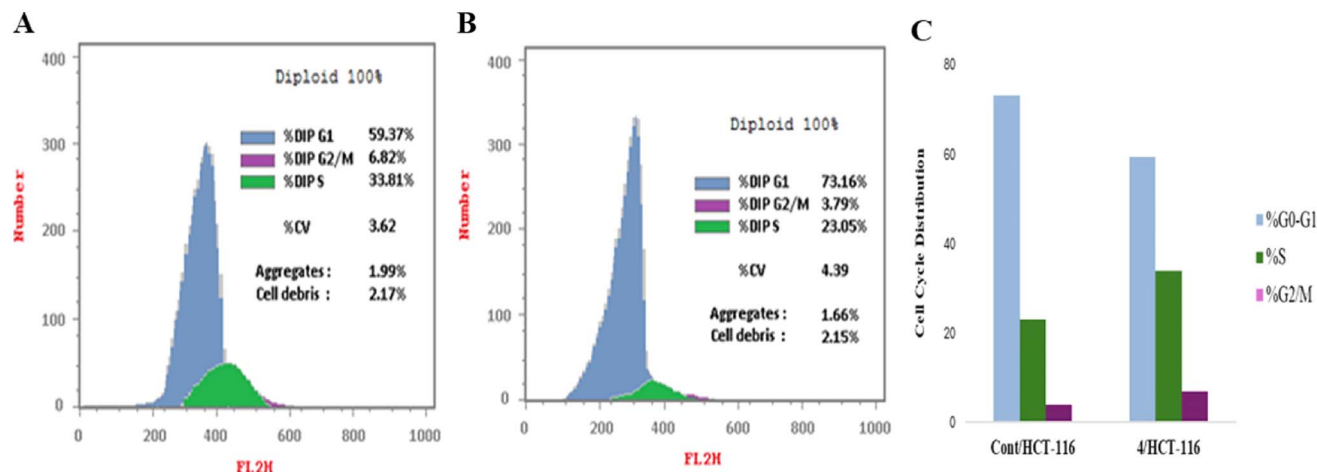 A
400
300
200
100
0
Number
Diploid 100%
%DIP G1 59.37%
%DIP G2/M 6.82%
%DIP S 33.81%
%CV 3.62
Aggregates : 1.99%
Cell debris : 2.17%
0 200 400 600 800 1000
FL2H
B
400
300
200
100
0
Number
Diploid 100%
%DIP G1 73.16%
%DIP G2/M 3.79%
%DIP S 23.05%
%CV 4.39
Aggregates : 1.66%
Cell debris : 2.15%
0 200 400 600 800 1000
FL2H
C
80
60
40
20
0
Cell Cycle Distribution
Cont/HCT-116 4/HCT-116
%G0-G1
%S
%G2/M